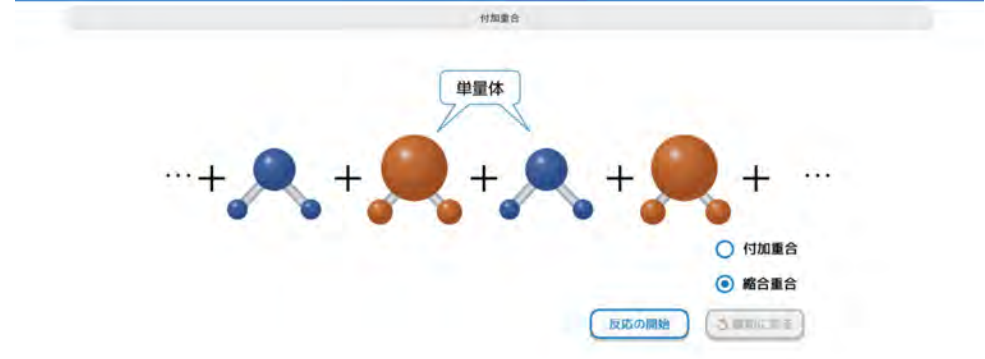 付加重合
単量体
…+ + + + + …
付加重合
縮合重合
反応の開始